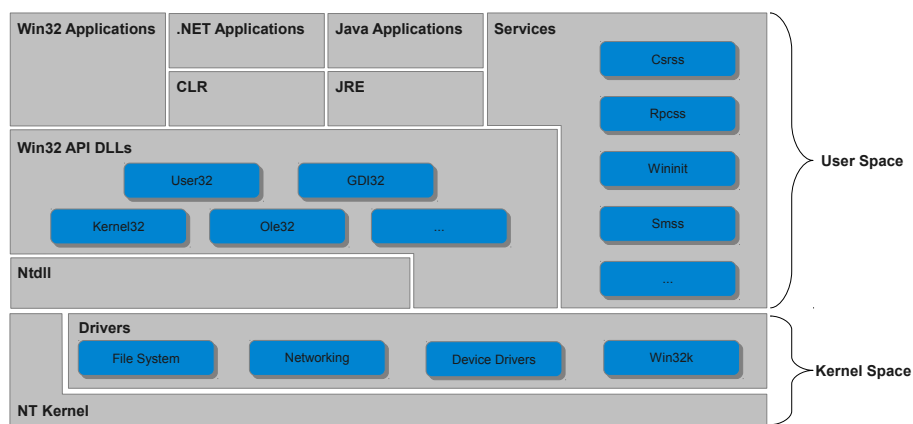 Win32 Applications
.NET Applications
Java Applications
Services
CLR
JRE
Csrss
Rpcss
Wininit
Smss
...
User Space
Win32 API DLLs
User32
GDI32
Kernel32
Ole32
...
Ntdll
Drivers
File System
Networking
Device Drivers
Win32k
Kernel Space
NT Kernel